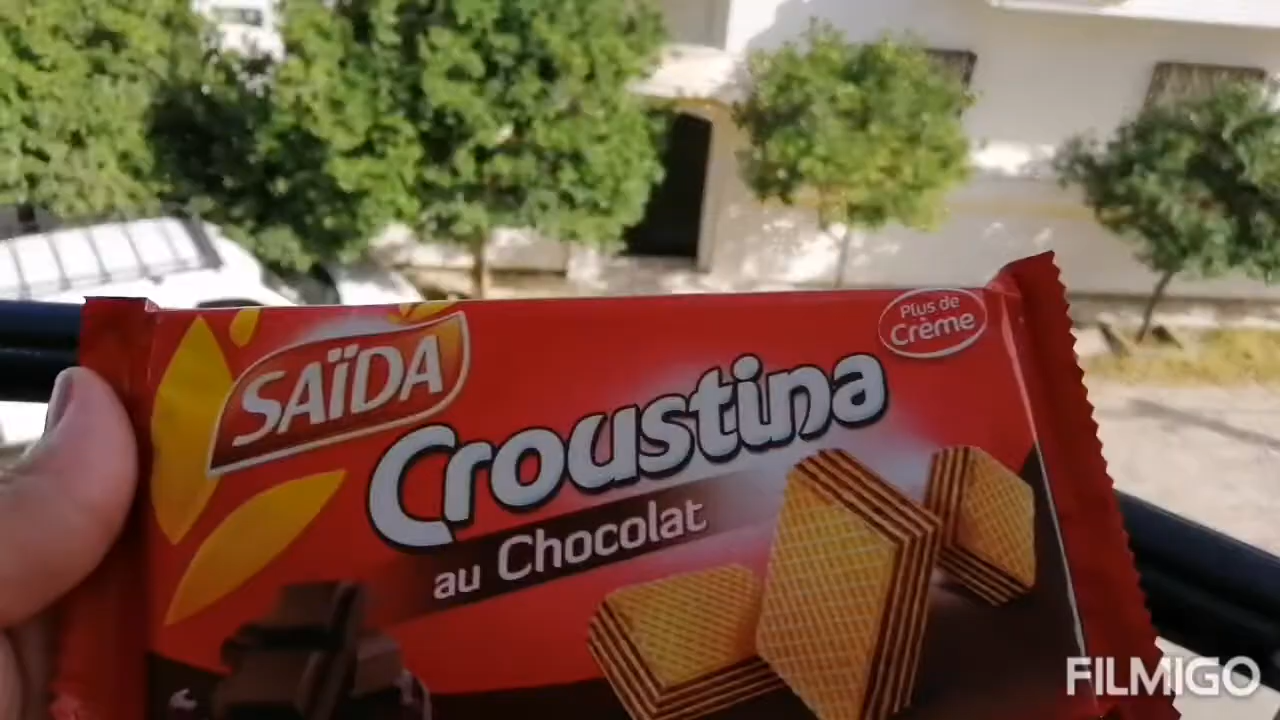 Plus de
Crème
SAÏDA
Croustina
au Chocolat
FILMIGO